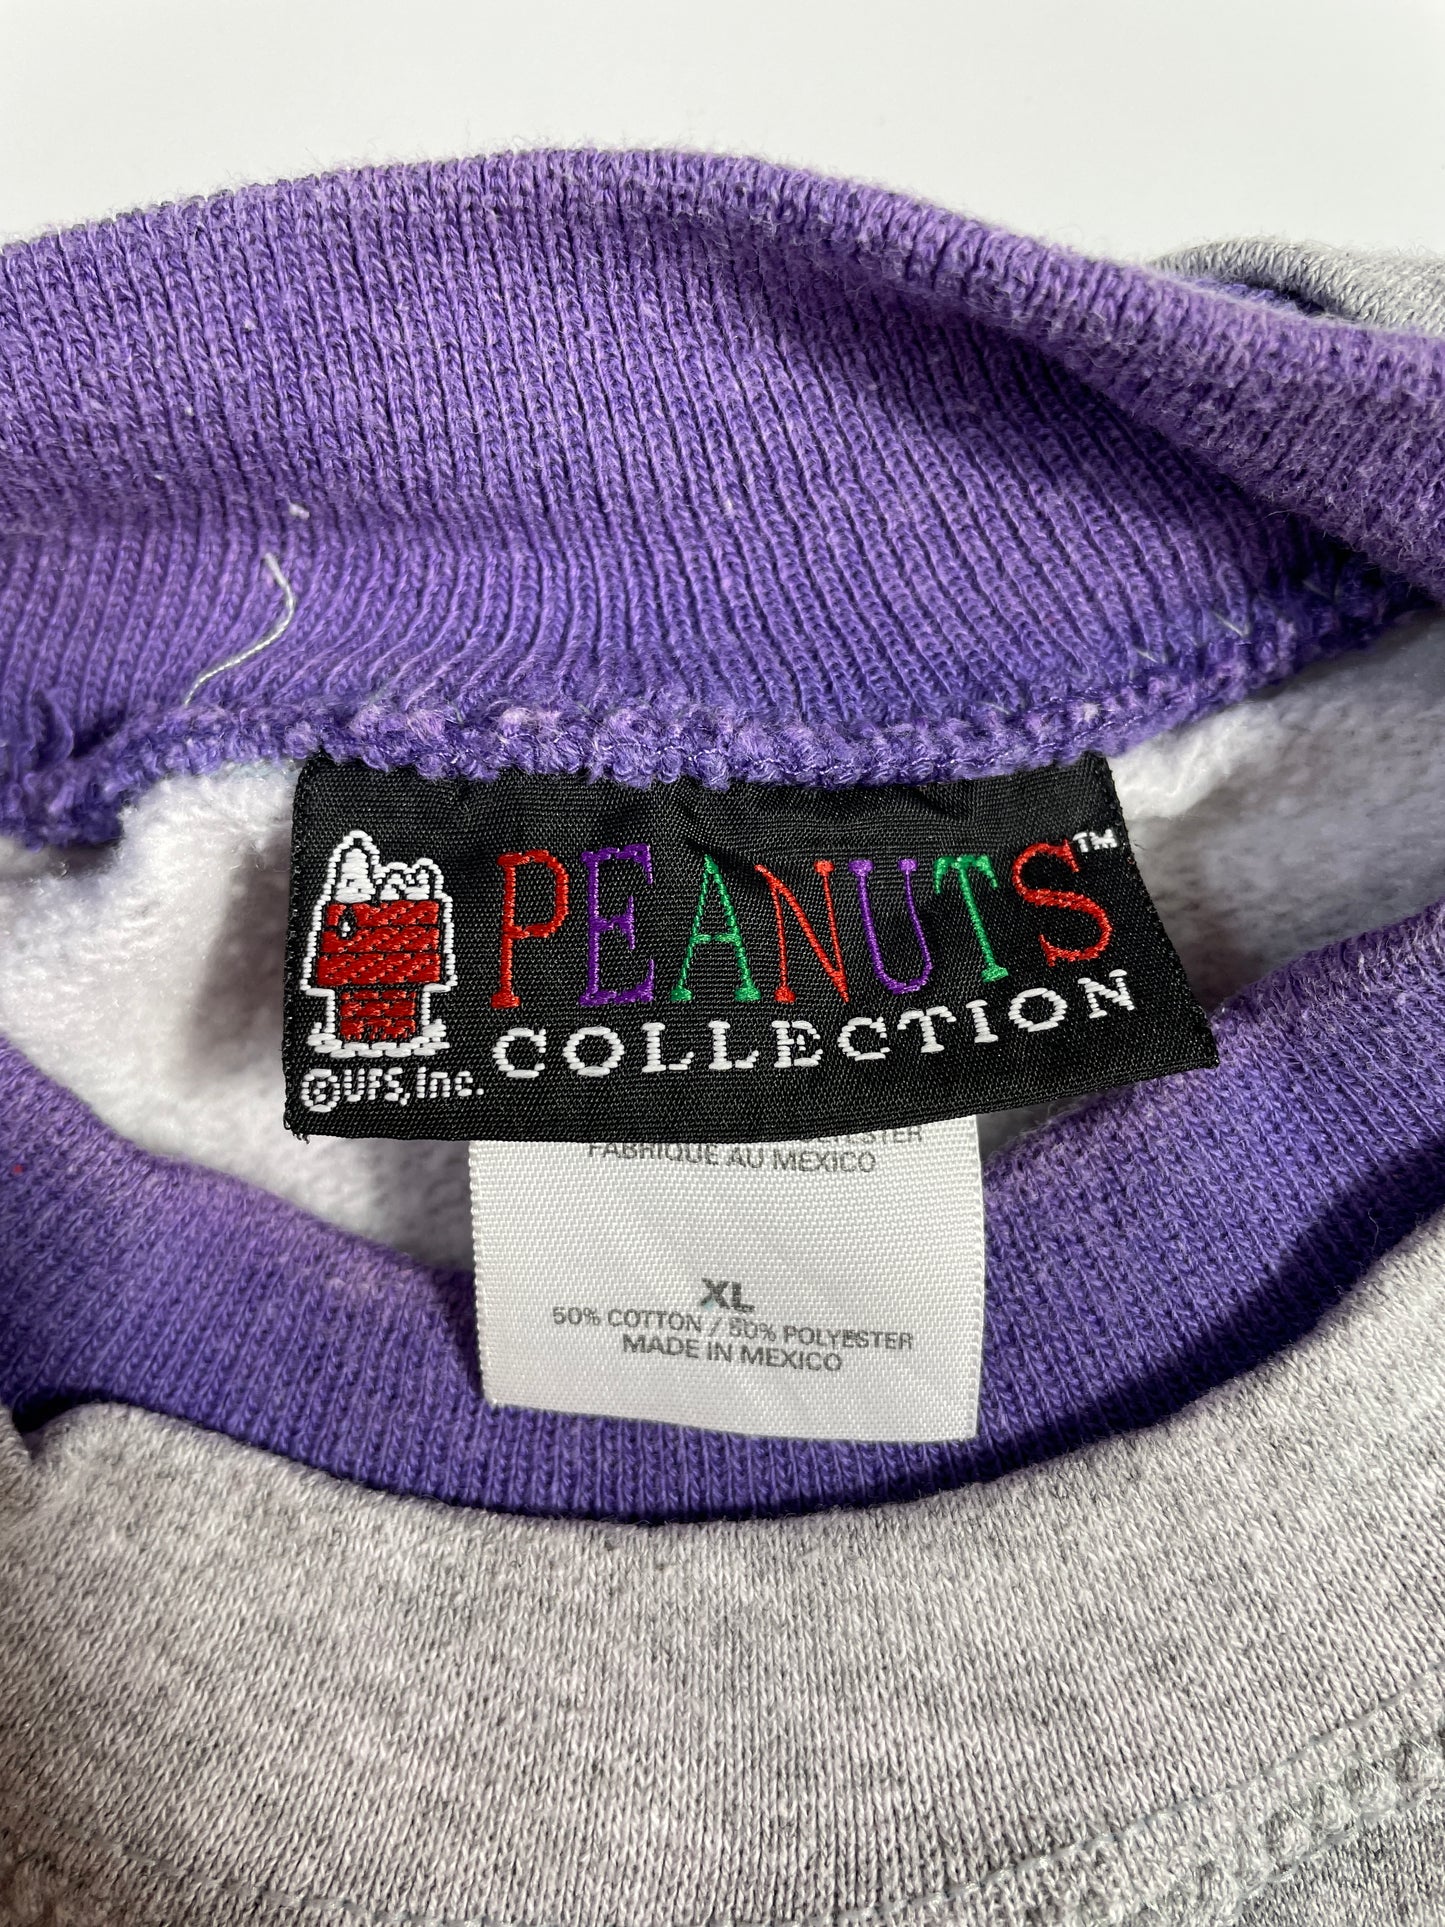 PEANUTS™
COLLECTION
©UFS, Inc.
FABRIQUE AU MEXICO
XL
50% COTTON / 50% POLYESTER
MADE IN MEXICO